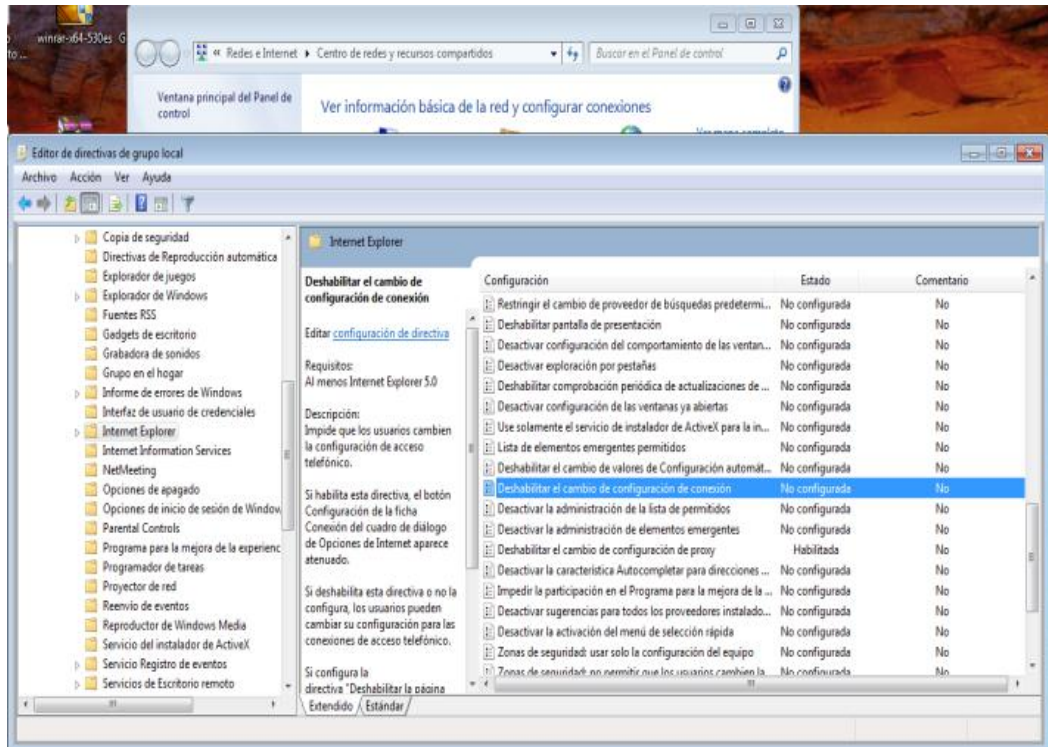 winrar-x64-530es G
« Redes e Internet ▸ Centro de redes y recursos compartidos
Buscar en el Panel de control
Ventana principal del Panel de
control
Ver información básica de la red y configurar conexiones
Ver mapa completo
Editor de directivas de grupo local
Archivo Acción Ver Ayuda
Copia de seguridad
Directivas de Reproducción automática
Explorador de juegos
Explorador de Windows
Fuentes RSS
Gadgets de escritorio
Grabadora de sonidos
Grupo en el hogar
Informe de errores de Windows
Interfaz de usuario de credenciales
Internet Explorer
Internet Information Services
NetMeeting
Opciones de apagado
Opciones de inicio de sesión de Window
Parental Controls
Programa para la mejora de la experienc
Programador de tareas
Proyector de red
Reenvío de eventos
Reproductor de Windows Media
Servicio del instalador de ActiveX
Servicio Registro de eventos
Servicios de Escritorio remoto
Internet Explorer
Deshabilitar el cambio de
configuración de conexión
Editar configuración de directiva
Requisitos:
Al menos Internet Explorer 5.0
Descripción:
Impide que los usuarios cambien
la configuración de acceso
telefónico.
Si habilita esta directiva, el botón
Configuración de la ficha
Conexión del cuadro de diálogo
de Opciones de Internet aparece
atenuado.
Si deshabilita esta directiva o no la
configura, los usuarios pueden
cambiar su configuración para las
conexiones de acceso telefónico.
Si configura la
directiva "Deshabilitar la página
Configuración Estado Comentario
Restringir el cambio de proveedor de búsquedas predetermi... No configurada No
Deshabilitar pantalla de presentación No configurada No
Desactivar configuración del comportamiento de las ventan... No configurada No
Desactivar exploración por pestañas No configurada No
Deshabilitar comprobación periódica de actualizaciones de ... No configurada No
Desactivar configuración de las ventanas ya abiertas No configurada No
Use solamente el servicio de instalador de ActiveX para la in... No configurada No
Lista de elementos emergentes permitidos No configurada No
Deshabilitar el cambio de valores de Configuración automát... No configurada No
Deshabilitar el cambio de configuración de conexión No configurada No
Desactivar la administración de la lista de permitidos No configurada No
Desactivar la administración de elementos emergentes No configurada No
Deshabilitar el cambio de configuración de proxy Habilitada No
Desactivar la característica Autocompletar para direcciones ... No configurada No
Impedir la participación en el Programa para la mejora de la ... No configurada No
Desactivar sugerencias para todos los proveedores instalado... No configurada No
Desactivar la activación del menú de selección rápida No configurada No
Zonas de seguridad: usar solo la configuración del equipo No configurada No
Zonas de seguridad: no permitir que los usuarios cambien la No configurada No
Extendido Estándar